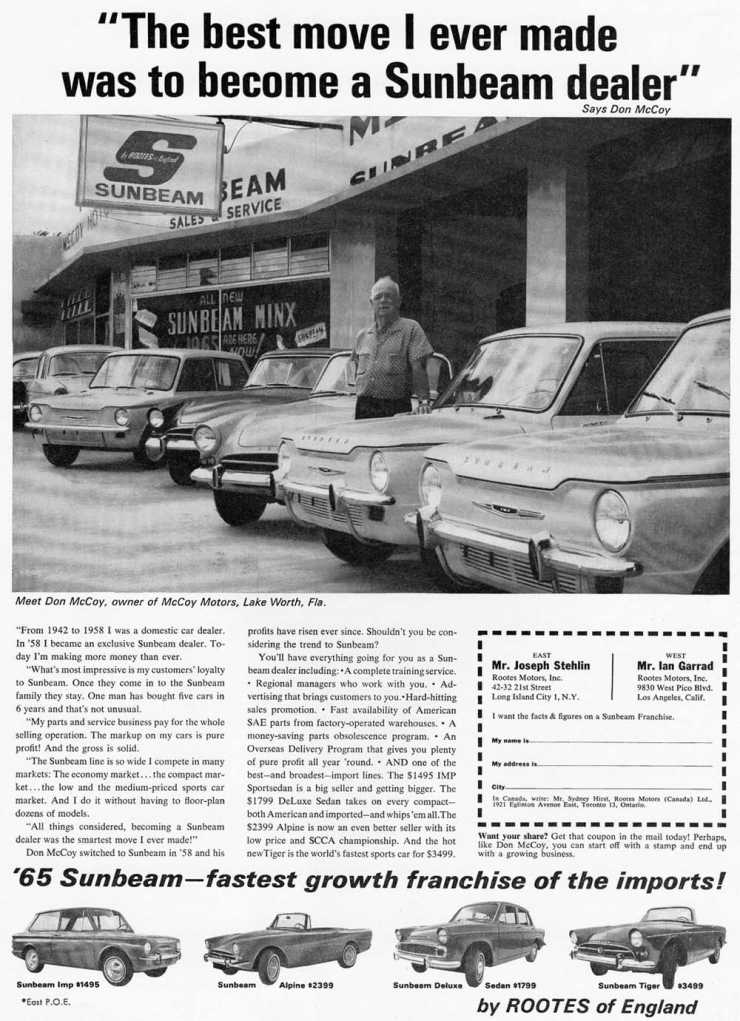 "The best move I ever made
was to become a Sunbeam dealer"
Says Don McCoy
S
by ROOTES of England
SUNBEAM
BEAM
SALES & SERVICE
ALL NEW
SUNBEAM MINX
1965 ARE HERE
NOW!
SUNBEAM
Meet Don McCoy, owner of McCoy Motors, Lake Worth, Fla.
"From 1942 to 1958 I was a domestic car dealer.
In '58 I became an exclusive Sunbeam dealer. To-
day I'm making more money than ever.
"What's most impressive is my customers' loyalty
to Sunbeam. Once they come in to the Sunbeam
family they stay. One man has bought five cars in
6 years and that's not unusual.
"My parts and service business pay for the whole
selling operation. The markup on my cars is pure
profit! And the gross is solid.
"The Sunbeam line is so wide I compete in many
markets: The economy market...the compact mar-
ket...the low and the medium-priced sports car
market. And I do it without having to floor-plan
dozens of models.
"All things considered, becoming a Sunbeam
dealer was the smartest move I ever made!"
Don McCoy switched to Sunbeam in '58 and his
profits have risen ever since. Shouldn't you be con-
sidering the trend to Sunbeam?
You'll have everything going for you as a Sun-
beam dealer including: •A complete training service.
• Regional managers who work with you. • Ad-
vertising that brings customers to you.•Hard-hitting
sales promotion. • Fast availability of American
SAE parts from factory-operated warehouses. • A
money-saving parts obsolescence program. • An
Overseas Delivery Program that gives you plenty
of pure profit all year 'round. • AND one of the
best—and broadest—import lines. The $1495 IMP
Sportsedan is a big seller and getting bigger. The
$1799 DeLuxe Sedan takes on every compact—
both American and imported—and whips 'em all.The
$2399 Alpine is now an even better seller with its
low price and SCCA championship. And the hot
newTiger is the world's fastest sports car for $3499.
EAST
Mr. Joseph Stehlin
Rootes Motors, Inc.
42-32 21st Street
Long Island City 1, N.Y.
WEST
Mr. Ian Garrad
Rootes Motors, Inc.
9830 West Pico Blvd.
Los Angeles, Calif.
I want the facts & figures on a Sunbeam Franchise.
My name is
My address is
City
In Canada, write: Mr. Sydney Hirst, Rootes Motors (Canada) Ltd.,
1921 Eglinton Avenue East, Toronto 13, Ontario.
Want your share? Get that coupon in the mail today! Perhaps,
like Don McCoy, you can start off with a stamp and end up
with a growing business.
'65 Sunbeam—fastest growth franchise of the imports!
Sunbeam Imp $1495
Sunbeam Alpine $2399
Sunbeam Deluxe Sedan $1799
Sunbeam Tiger $3499
*East P.O.E.
by ROOTES of England